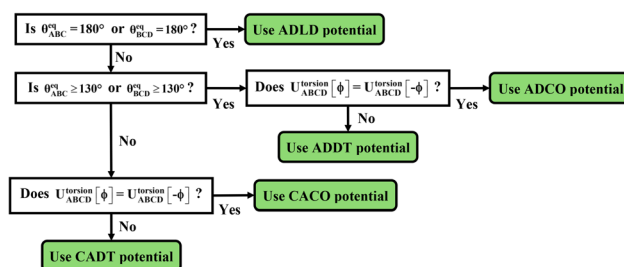 Is θ^eq_ABC = 180° or θ^eq_BCD = 180° ?
Yes
Use ADLD potential
No
Is θ^eq_ABC ≥ 130° or θ^eq_BCD ≥ 130° ?
Yes
Does U^torsion_ABCD [ϕ] = U^torsion_ABCD [-ϕ] ?
Yes
Use ADCO potential
No
Use ADDT potential
No
Does U^torsion_ABCD [ϕ] = U^torsion_ABCD [-ϕ] ?
Yes
Use CACO potential
No
Use CADT potential